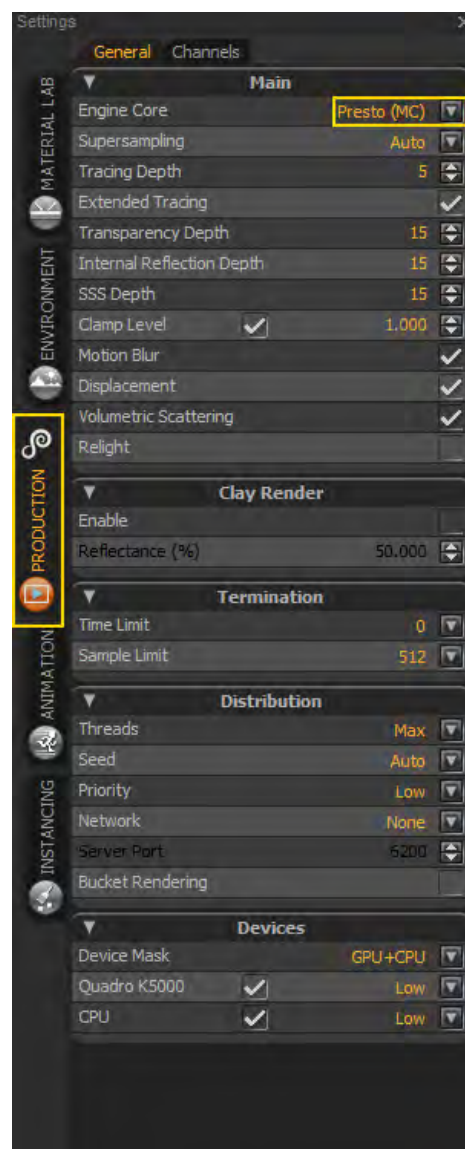 Settings
General Channels
MATERIAL LAB
ENVIRONMENT
PRODUCTION
ANIMATION
INSTANCING
Main
Engine Core Presto (MC)
Supersampling Auto
Tracing Depth 5
Extended Tracing
Transparency Depth 15
Internal Reflection Depth 15
SSS Depth 15
Clamp Level 1.000
Motion Blur
Displacement
Volumetric Scattering
Relight
Clay Render
Enable
Reflectance (%) 50.000
Termination
Time Limit 0
Sample Limit 512
Distribution
Threads Max
Seed Auto
Priority Low
Network None
Server Port 6200
Bucket Rendering
Devices
Device Mask GPU+CPU
Quadro K5000 Low
CPU Low